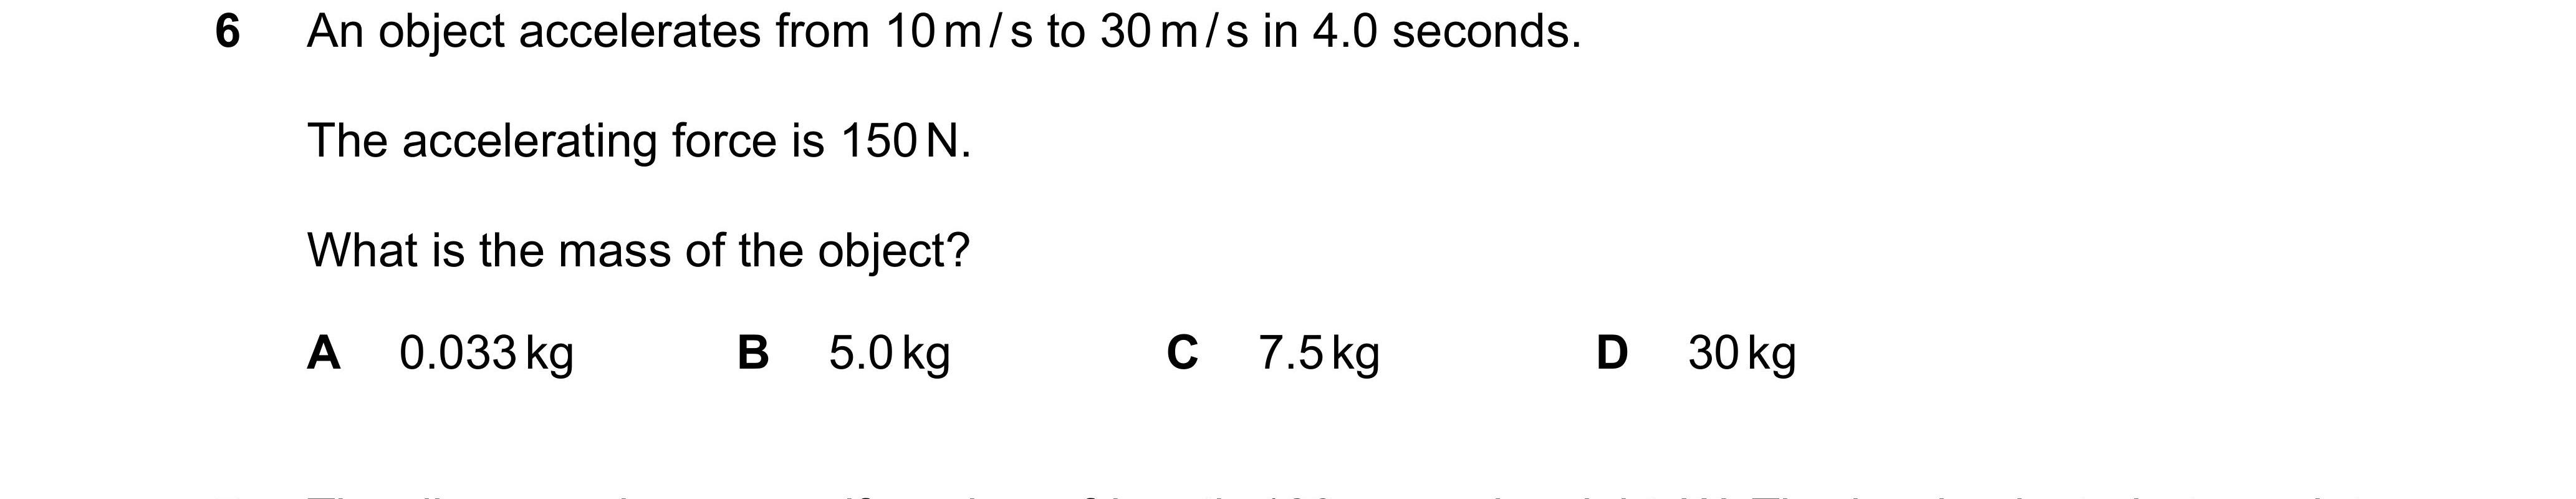 6 An object accelerates from 10 m / s to 30 m / s in 4.0 seconds.
The accelerating force is 150 N.
What is the mass of the object?
A 0.033 kg B 5.0 kg C 7.5 kg D 30 kg